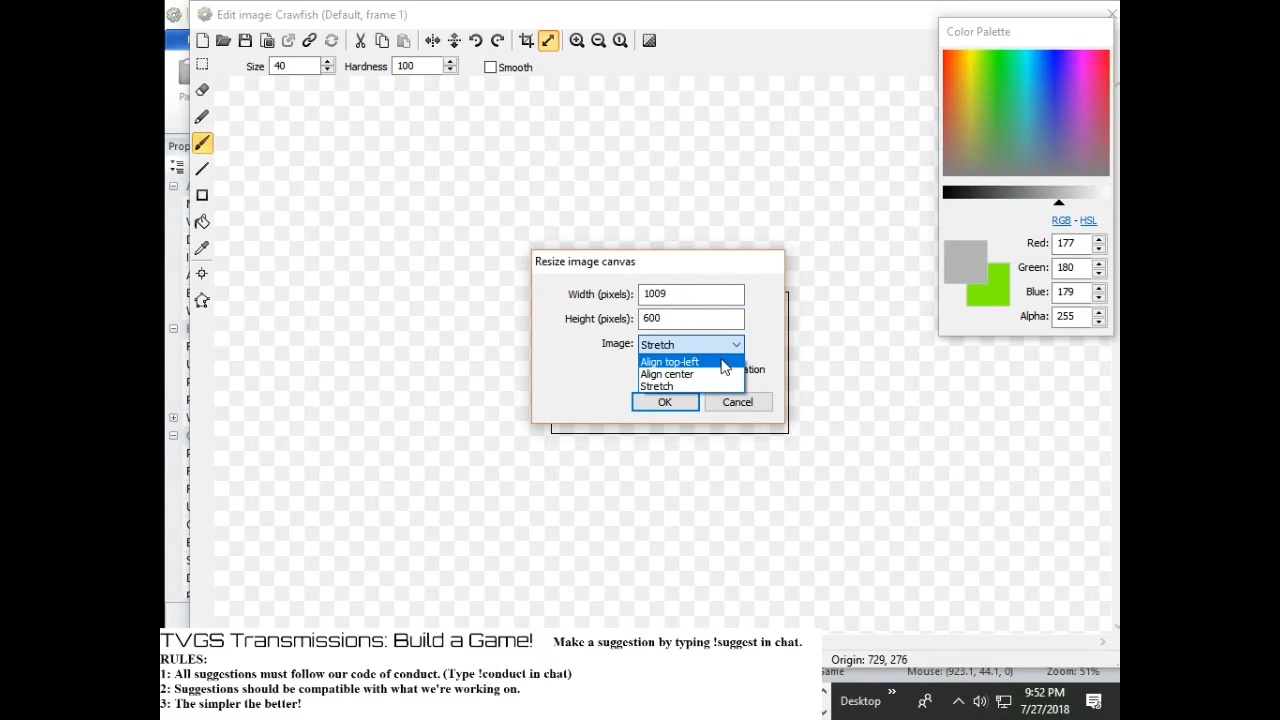 Edit image: Crawfish (Default, frame 1)
Color Palette
Size 40 Hardness 100 Smooth
Pa
Prop
RGB - HSL
Red: 177
Green: 180
Blue: 179
Alpha: 255
Resize image canvas
Width (pixels): 1009
Height (pixels): 600
Image: Stretch
Align top-left
Align center
Stretch
ation
OK Cancel
TVGS Transmissions: Build a Game! Make a suggestion by typing !suggest in chat.
RULES:
1: All suggestions must follow our code of conduct. (Type !conduct in chat)
2: Suggestions should be compatible with what we're working on.
3: The simpler the better!
Origin: 729, 276
ame Mouse: (923.1, 44.1, 0) Zoom: 51%
Desktop
9:52 PM
7/27/2018